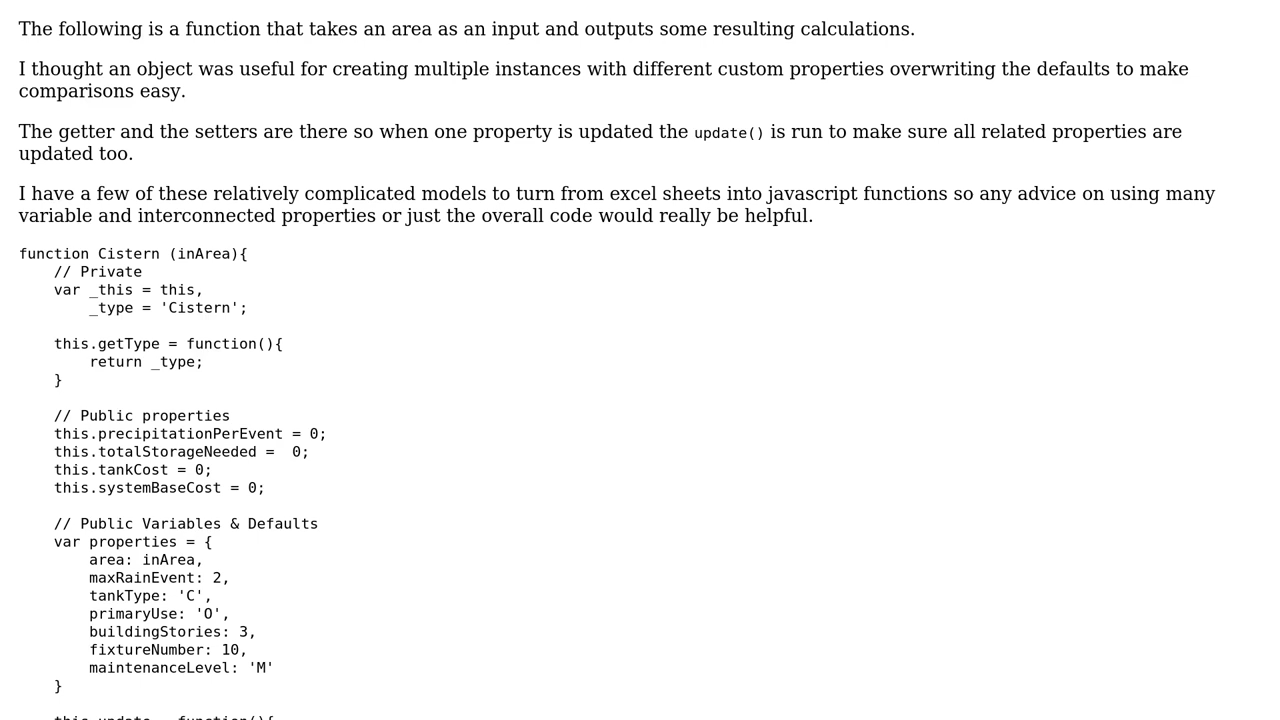 The following is a function that takes an area as an input and outputs some resulting calculations.
I thought an object was useful for creating multiple instances with different custom properties overwriting the defaults to make
comparisons easy.
The getter and the setters are there so when one property is updated the update() is run to make sure all related properties are
updated too.
I have a few of these relatively complicated models to turn from excel sheets into javascript functions so any advice on using many
variable and interconnected properties or just the overall code would really be helpful.
function Cistern (inArea){
    // Private
    var _this = this,
        _type = 'Cistern';
    this.getType = function(){
        return _type;
    }
    // Public properties
    this.precipitationPerEvent = 0;
    this.totalStorageNeeded =  0;
    this.tankCost = 0;
    this.systemBaseCost = 0;
    // Public Variables & Defaults
    var properties = {
        area: inArea,
        maxRainEvent: 2,
        tankType: 'C',
        primaryUse: 'O',
        buildingStories: 3,
        fixtureNumber: 10,
        maintenanceLevel: 'M'
    }
    this.update = function(){